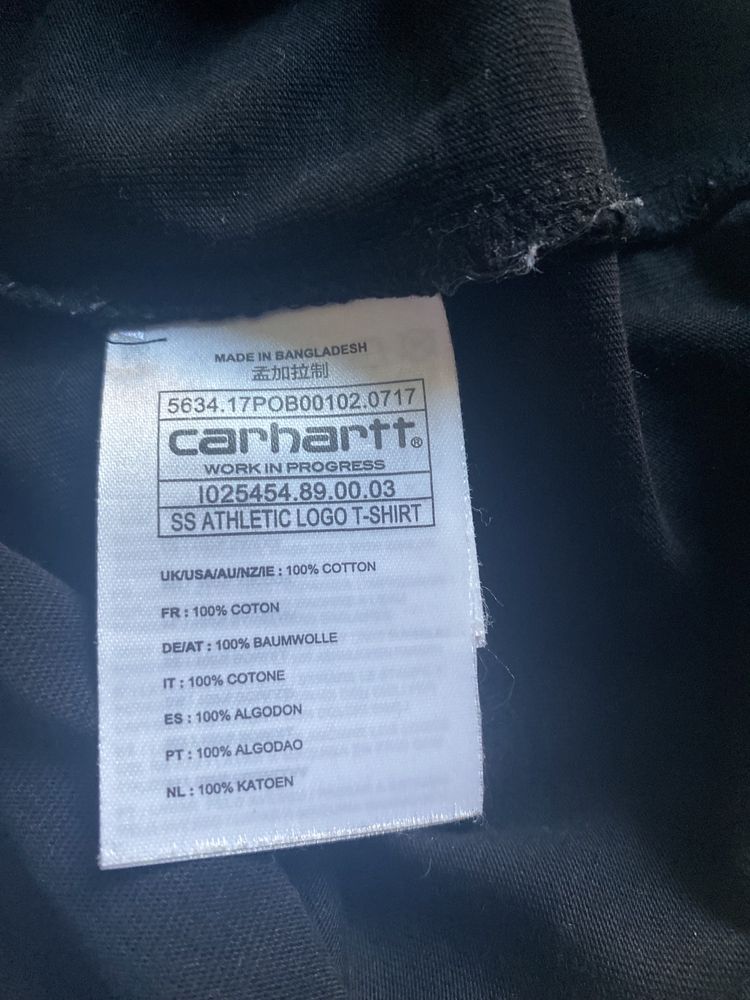 MADE IN BANGLADESH
孟加拉制
5634.17POB00102.0717
carhartt®
WORK IN PROGRESS
I025454.89.00.03
SS ATHLETIC LOGO T-SHIRT
UK/USA/AU/NZ/IE : 100% COTTON
FR : 100% COTON
DE/AT : 100% BAUMWOLLE
IT : 100% COTONE
ES : 100% ALGODON
PT : 100% ALGODAO
NL : 100% KATOEN